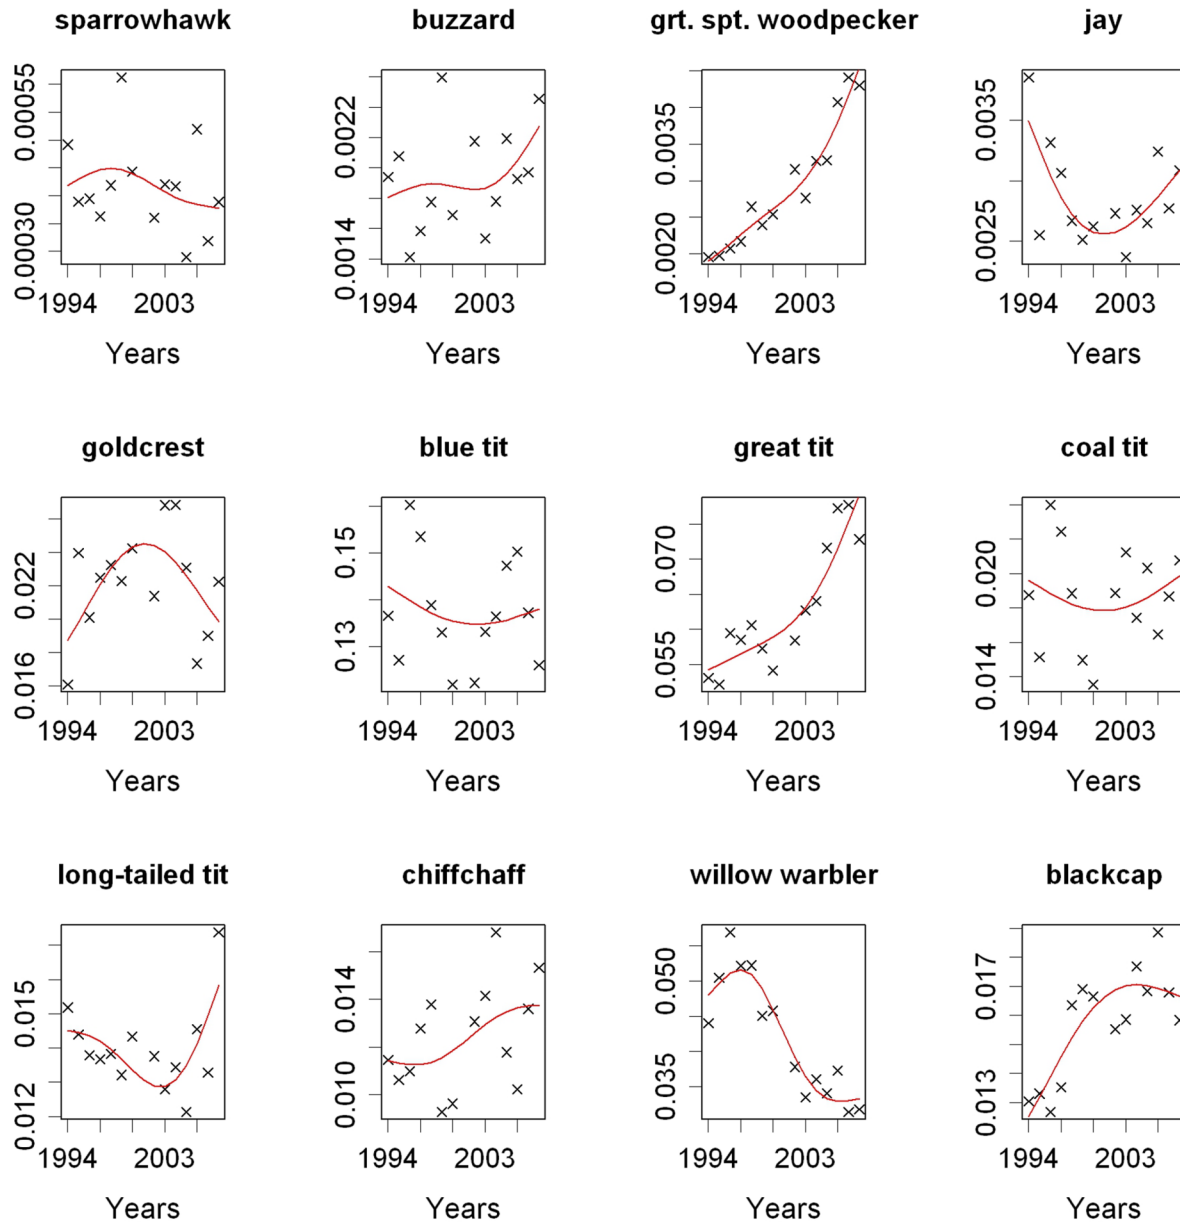 sparrowhawk buzzard grt. spt. woodpecker jay
0.00030 0.00055 0.0014 0.0022 0.0020 0.0035 0.0025 0.0035
1994 2003 1994 2003 1994 2003 1994 2003
Years Years Years Years
goldcrest blue tit great tit coal tit
0.016 0.022 0.13 0.15 0.055 0.070 0.014 0.020
1994 2003 1994 2003 1994 2003 1994 2003
Years Years Years Years
long-tailed tit chiffchaff willow warbler blackcap
0.012 0.015 0.010 0.014 0.035 0.050 0.013 0.017
1994 2003 1994 2003 1994 2003 1994 2003
Years Years Years Years